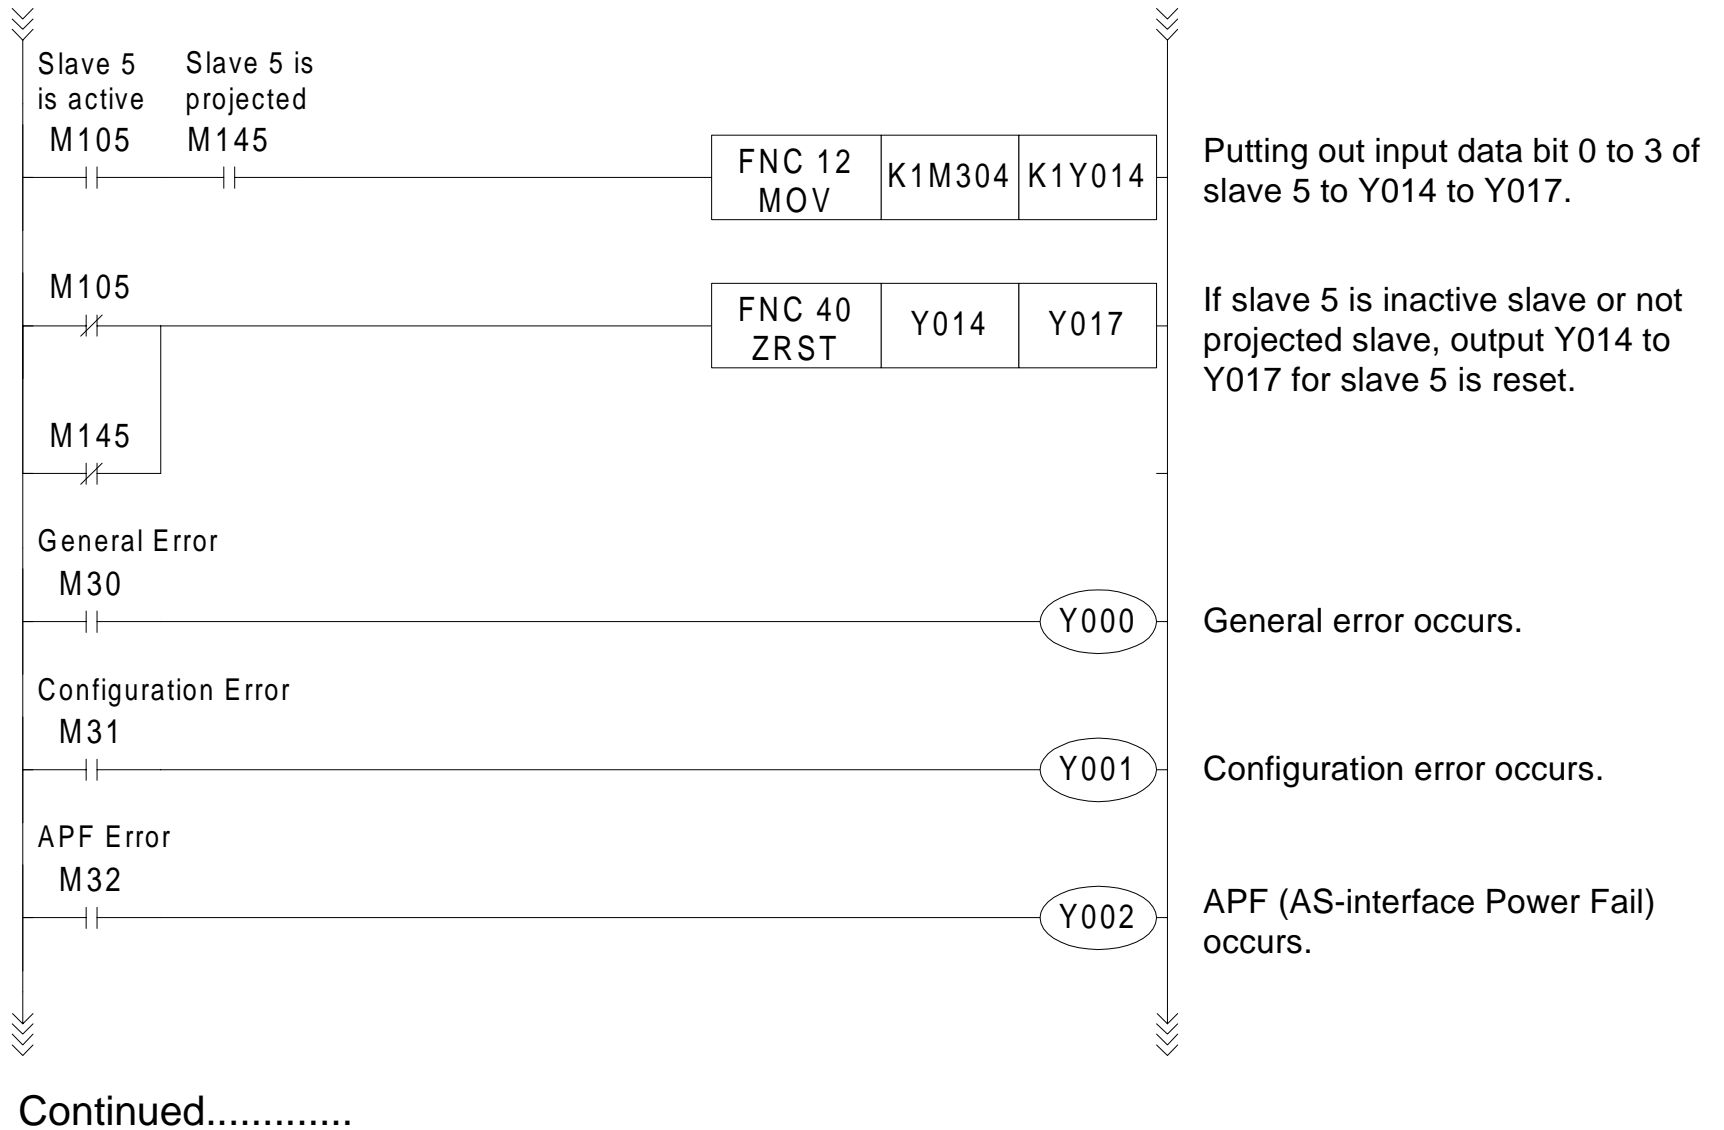 Slave 5
is active
Slave 5 is
projected
M105
M145
FNC 12
MOV
K1M304
K1Y014
Putting out input data bit 0 to 3 of
slave 5 to Y014 to Y017.
M105
FNC 40
ZRST
Y014
Y017
If slave 5 is inactive slave or not
projected slave, output Y014 to
Y017 for slave 5 is reset.
M145
General Error
M30
Y000
General error occurs.
Configuration Error
M31
Y001
Configuration error occurs.
APF Error
M32
Y002
APF (AS-interface Power Fail)
occurs.
Continued.............